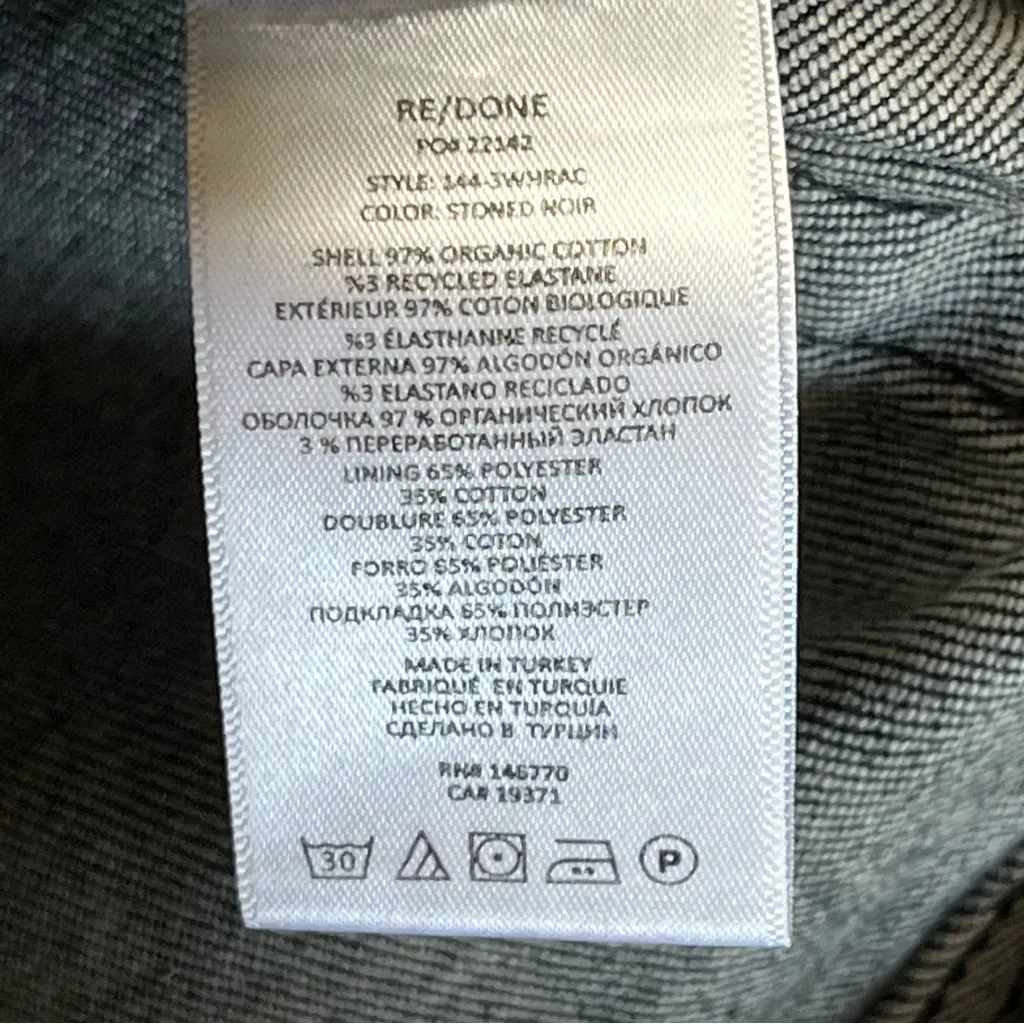 RE/DONE
PO# 22142
STYLE: 144-3WHRAC
COLOR: STONED NOIR
SHELL 97% ORGANIC COTTON
%3 RECYCLED ELASTANE
EXTÉRIEUR 97% COTON BIOLOGIQUE
%3 ÉLASTHANNE RECYCLÉ
CAPA EXTERNA 97% ALGODÓN ORGÁNICO
%3 ELASTANO RECICLADO
ОБОЛОЧКА 97 % ОРГАНИЧЕСКИЙ ХЛОПОК
3 % ПЕРЕРАБОТАННЫЙ ЭЛАСТАН
LINING 65% POLYESTER
35% COTTON
DOUBLURE 65% POLYESTER
35% COTON
FORRO 65% POLIÉSTER
35% ALGODÓN
ПОДКЛАДКА 65% ПОЛИЭСТЕР
35% ХЛОПОК
MADE IN TURKEY
FABRIQUÉ EN TURQUIE
HECHO EN TURQUÍA
СДЕЛАНО В ТУРЦИИ
RN# 146770
CA# 19371
30 P